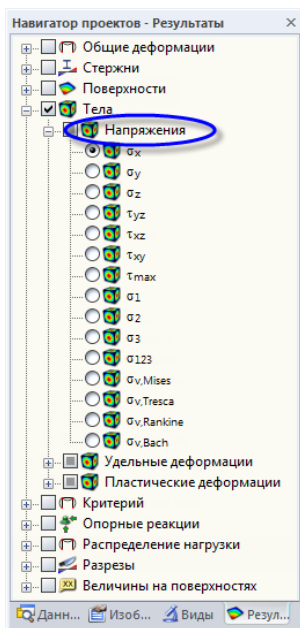 Навигатор проектов - Результаты
Общие деформации
Стержни
Поверхности
Тела
Напряжения
σx
σy
σz
τyz
τxz
τxy
τmax
σ1
σ2
σ3
σ123
σv,Mises
σv,Tresca
σv,Rankine
σv,Bach
Удельные деформации
Пластические деформации
Критерий
Опорные реакции
Распределение нагрузки
Разрезы
Величины на поверхностях
Данн... Изоб... Виды Резул...